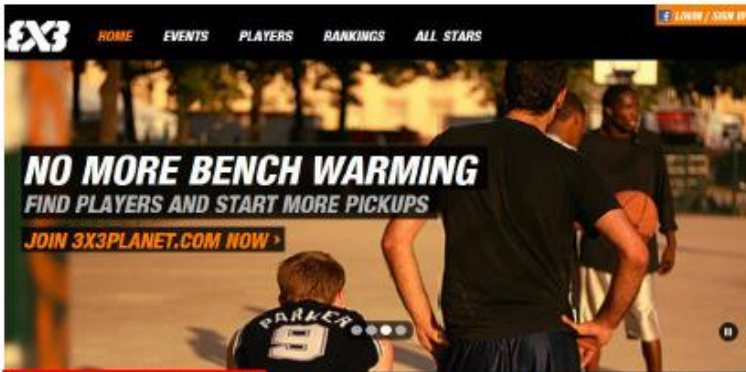 3X3
HOME EVENTS PLAYERS RANKINGS ALL STARS
LOGIN / SIGN UP
NO MORE BENCH WARMING
FIND PLAYERS AND START MORE PICKUPS
JOIN 3X3PLANET.COM NOW >
PARKER
9